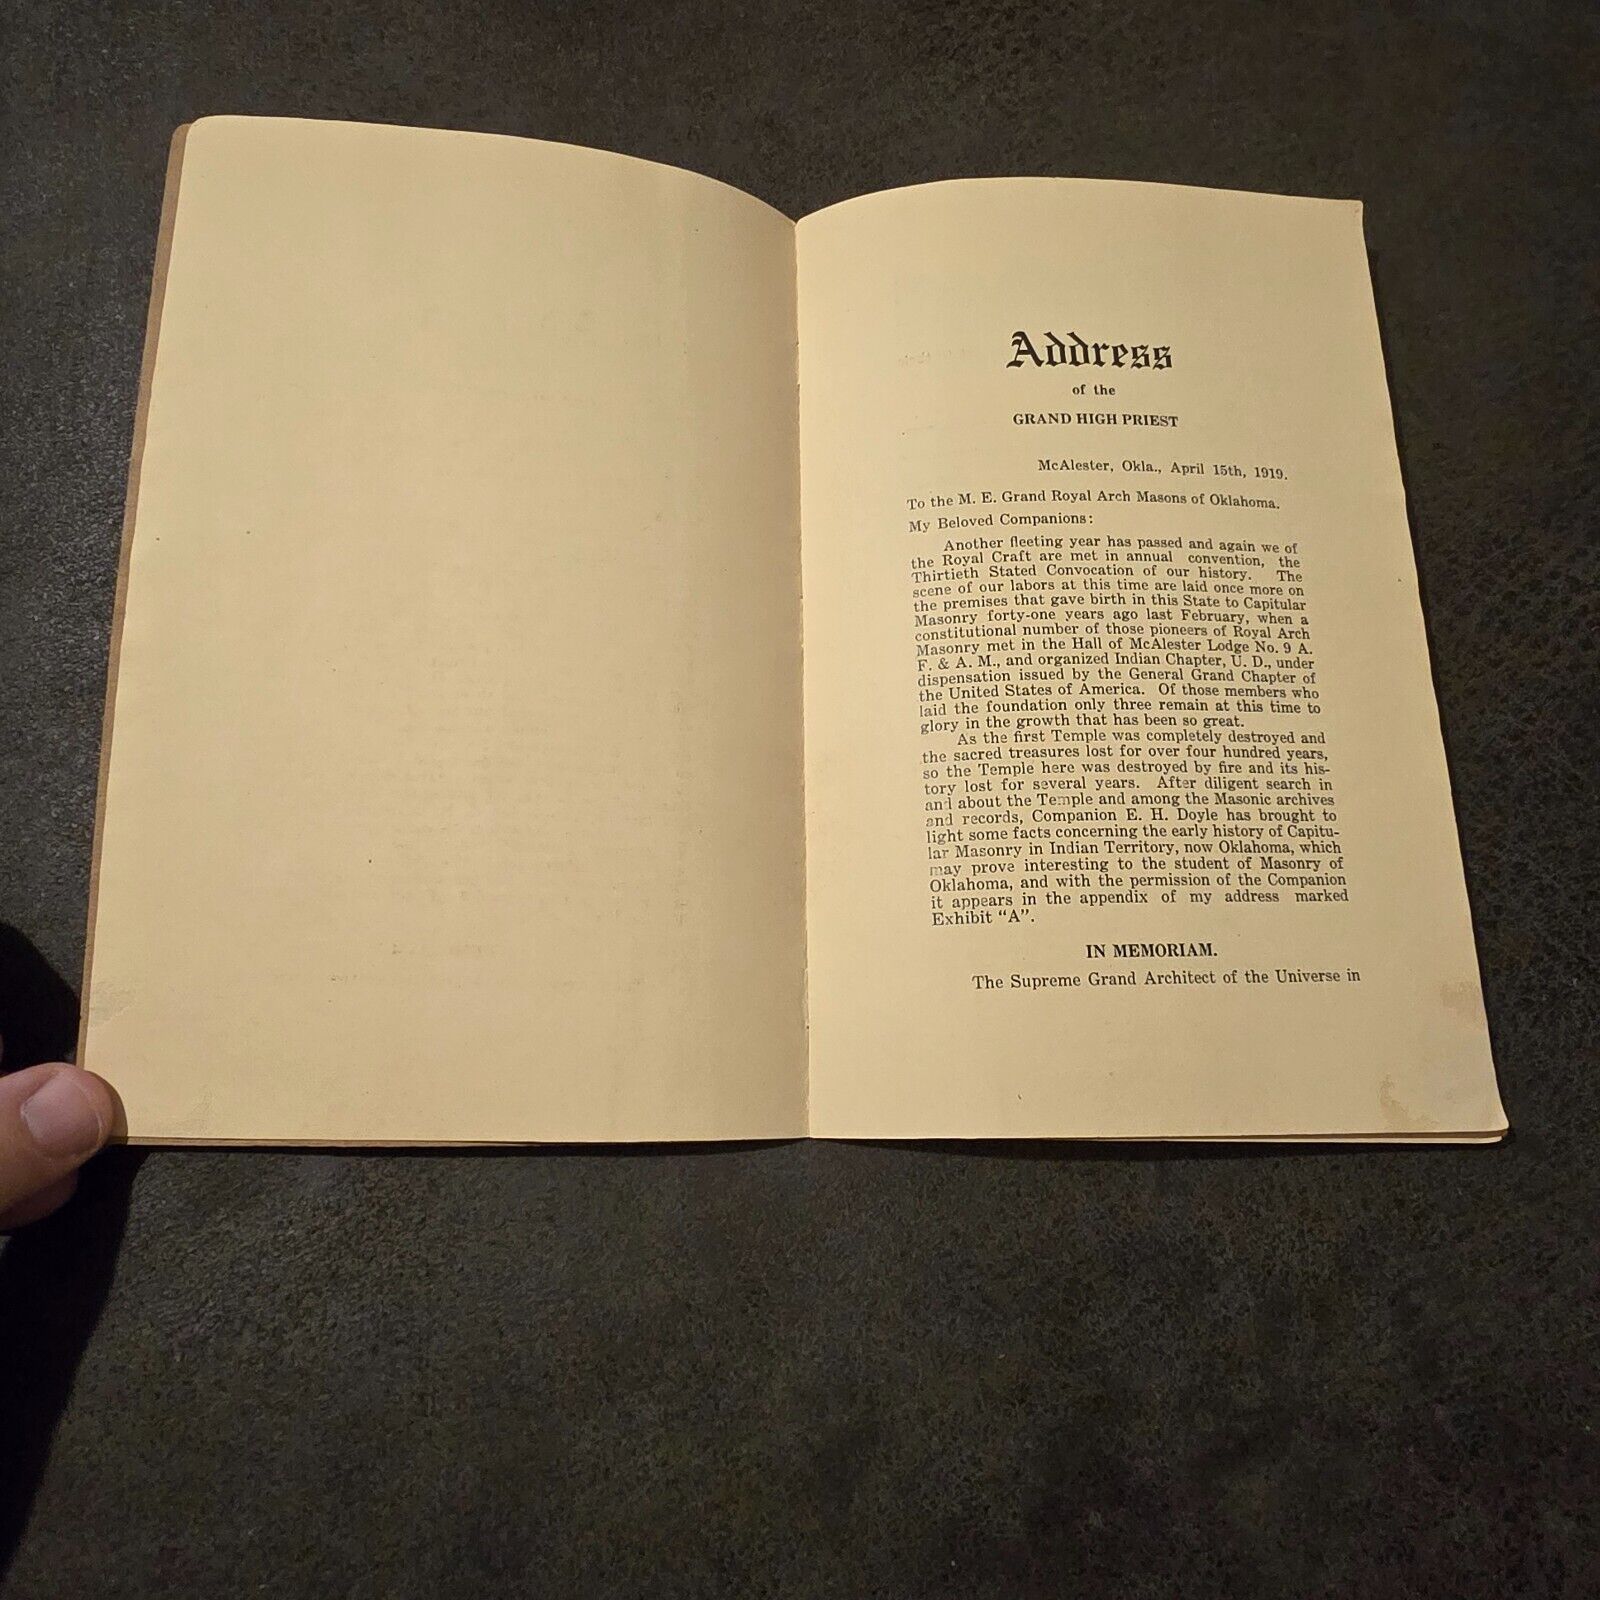 Address
of the
GRAND HIGH PRIEST
McAlester, Okla., April 15th, 1919.
To the M. E. Grand Royal Arch Masons of Oklahoma.
My Beloved Companions:
Another fleeting year has passed and again we of
the Royal Craft are met in annual convention, the
Thirtieth Stated Convocation of our history. The
scene of our labors at this time are laid once more on
the premises that gave birth in this State to Capitular
Masonry forty-one years ago last February, when a
constitutional number of those pioneers of Royal Arch
Masonry met in the Hall of McAlester Lodge No. 9 A.
F. & A. M., and organized Indian Chapter, U. D., under
dispensation issued by the General Grand Chapter of
the United States of America. Of those members who
laid the foundation only three remain at this time to
glory in the growth that has been so great.
As the first Temple was completely destroyed and
the sacred treasures lost for over four hundred years,
so the Temple here was destroyed by fire and its his-
tory lost for several years. After diligent search in
and about the Temple and among the Masonic archives
and records, Companion E. H. Doyle has brought to
light some facts concerning the early history of Capitu-
lar Masonry in Indian Territory, now Oklahoma, which
may prove interesting to the student of Masonry of
Oklahoma, and with the permission of the Companion
it appears in the appendix of my address marked
Exhibit "A".
IN MEMORIAM.
The Supreme Grand Architect of the Universe in